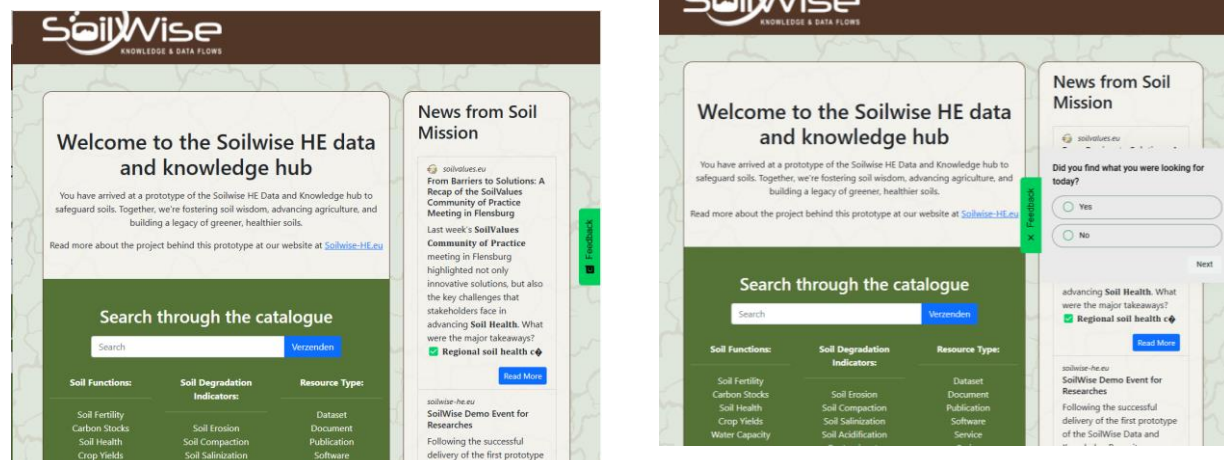 SoilWise
KNOWLEDGE & DATA FLOWS
Welcome to the Soilwise HE data
and knowledge hub
You have arrived at a prototype of the Soilwise HE Data and Knowledge hub to
safeguard soils. Together, we're fostering soil wisdom, advancing agriculture, and
building a legacy of greener, healthier soils.
Read more about the project behind this prototype at our website at Soilwise-HE.eu
Search through the catalogue
Search
Verzenden
Soil Functions:
Soil Fertility
Carbon Stocks
Soil Health
Crop Yields
Soil Degradation
Indicators:
Soil Erosion
Soil Compaction
Soil Salinization
Resource Type:
Dataset
Document
Publication
Software
News from Soil
Mission
soilvalues.eu
From Barriers to Solutions: A
Recap of the SoilValues
Community of Practice
Meeting in Flensburg
Last week's SoilValues
Community of Practice
meeting in Flensburg
highlighted not only
innovative solutions, but also
the key challenges that
stakeholders face in
advancing Soil Health. What
were the major takeaways?
✅ Regional soil health c�
Read More
soilwise-he.eu
SoilWise Demo Event for
Researches
Following the successful
delivery of the first prototype
Feedback
SoilWise
KNOWLEDGE & DATA FLOWS
Welcome to the Soilwise HE data
and knowledge hub
You have arrived at a prototype of the Soilwise HE Data and Knowledge hub to
safeguard soils. Together, we're fostering soil wisdom, advancing agriculture, and
building a legacy of greener, healthier soils.
Read more about the project behind this prototype at our website at Soilwise-HE.eu
Search through the catalogue
Search
Verzenden
Soil Functions:
Soil Fertility
Carbon Stocks
Soil Health
Crop Yields
Water Capacity
Soil Degradation
Indicators:
Soil Erosion
Soil Compaction
Soil Salinization
Soil Acidification
Resource Type:
Dataset
Document
Publication
Software
Service
News from Soil
Mission
soilvalues.eu
Feedback
Did you find what you were looking for
today?
Yes
No
Next
advancing Soil Health. What
were the major takeaways?
✅ Regional soil health c�
Read More
soilwise-he.eu
SoilWise Demo Event for
Researches
Following the successful
delivery of the first prototype
of the SoilWise Data and